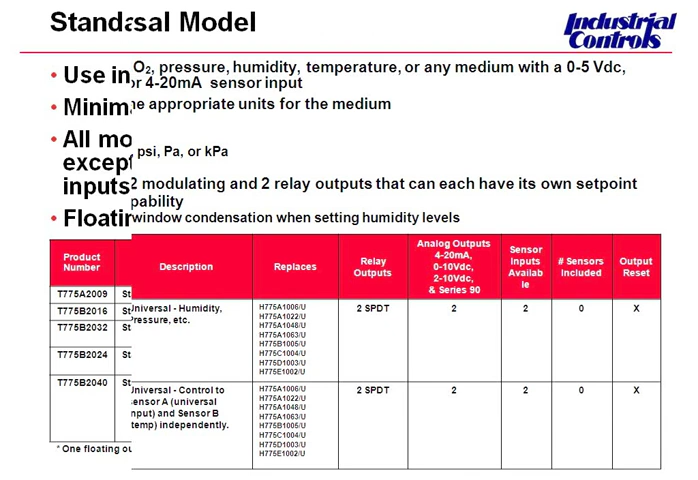 Standasal Model
Industrial
Controls
• Use in O₂, pressure, humidity, temperature, or any medium with a 0-5 Vdc,
or 4-20mA sensor input
• Minim ne appropriate units for the medium
• All mo
psi, Pa, or kPa
except
inputs 2 modulating and 2 relay outputs that can each have its own setpoint
pability
• Floatin window condensation when setting humidity levels
Product
Number
Description
Replaces
Relay
Outputs
Analog Outputs
4-20mA,
0-10Vdc,
2-10Vdc,
& Series 90
Sensor
Inputs
Availab
le
# Sensors
Included
Output
Reset
T775A2009 St
T775B2016 St
T775B2032 St
T775B2024 St
T775B2040 St
Universal - Humidity,
Pressure, etc.
H775A1006/U
H775A1022/U
H775A1048/U
H775A1063/U
H775B1005/U
H775C1004/U
H775D1003/U
H775E1002/U
2 SPDT 2 2 0 X
Universal - Control to
sensor A (universal
input) and Sensor B
(temp) independently.
H775A1006/U
H775A1022/U
H775A1048/U
H775A1063/U
H775B1005/U
H775C1004/U
H775D1003/U
H775E1002/U
2 SPDT 2 2 0 X
* One floating ou